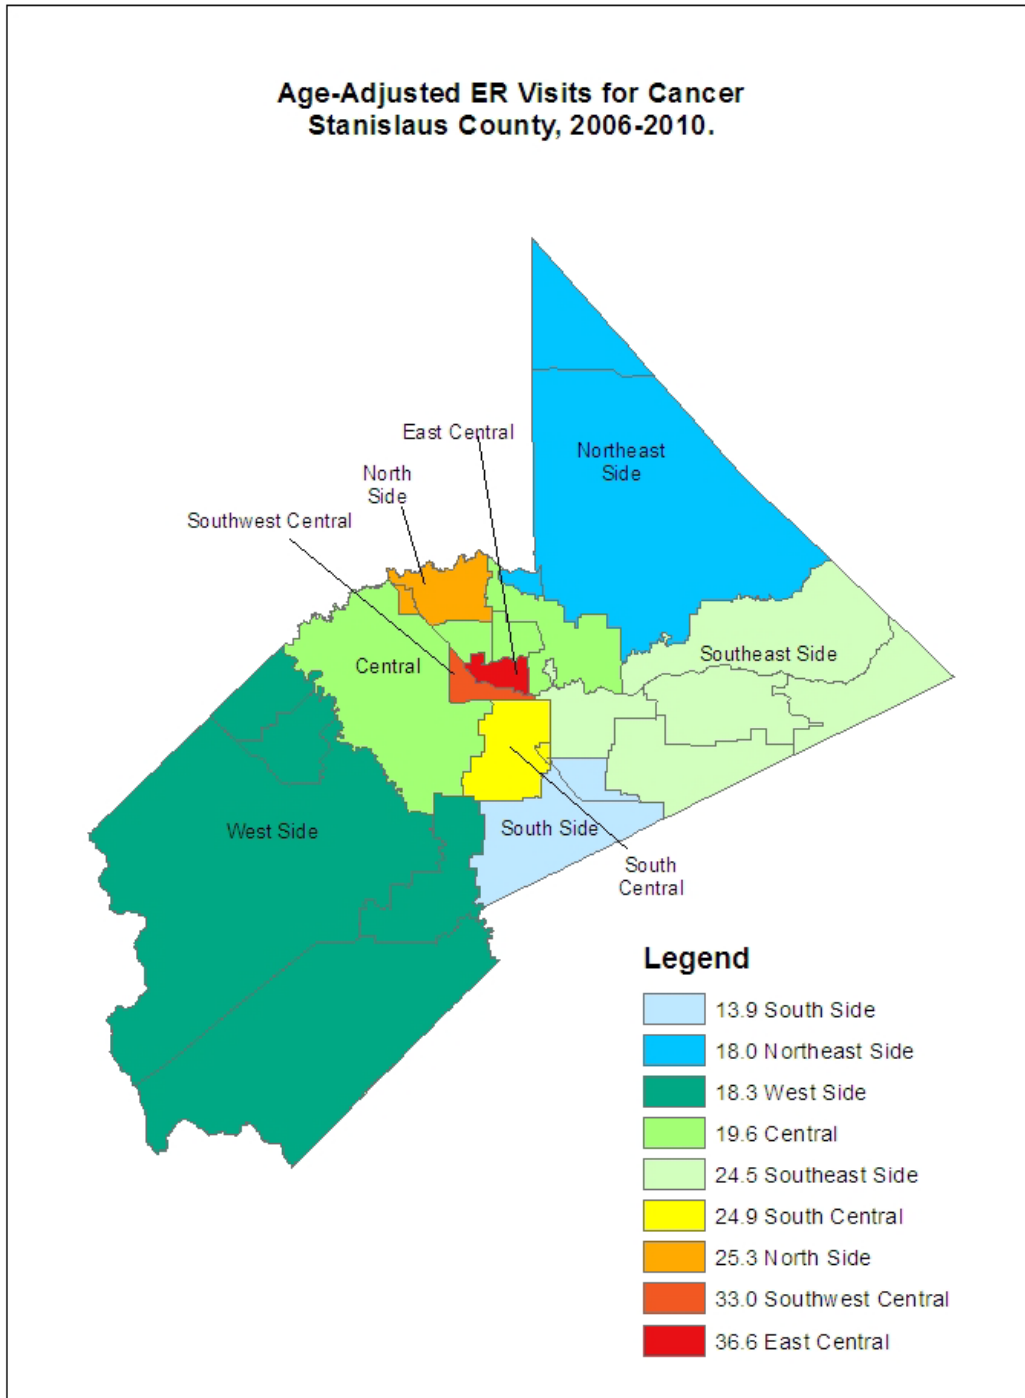 Age-Adjusted ER Visits for Cancer
Stanislaus County, 2006-2010.
East Central
Northeast
Side
North
Side
Southwest Central
Central
Southeast Side
West Side
South Side
South
Central
Legend
13.9 South Side
18.0 Northeast Side
18.3 West Side
19.6 Central
24.5 Southeast Side
24.9 South Central
25.3 North Side
33.0 Southwest Central
36.6 East Central